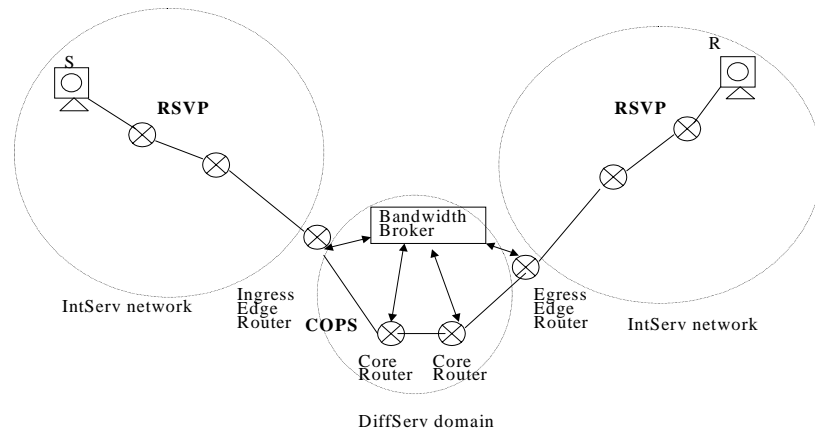 S
R
RSVP
RSVP
Bandwidth
Broker
IntServ network
Ingress
Edge
Router
COPS
Core
Router
Core
Router
Egress
Edge
Router
IntServ network
DiffServ domain